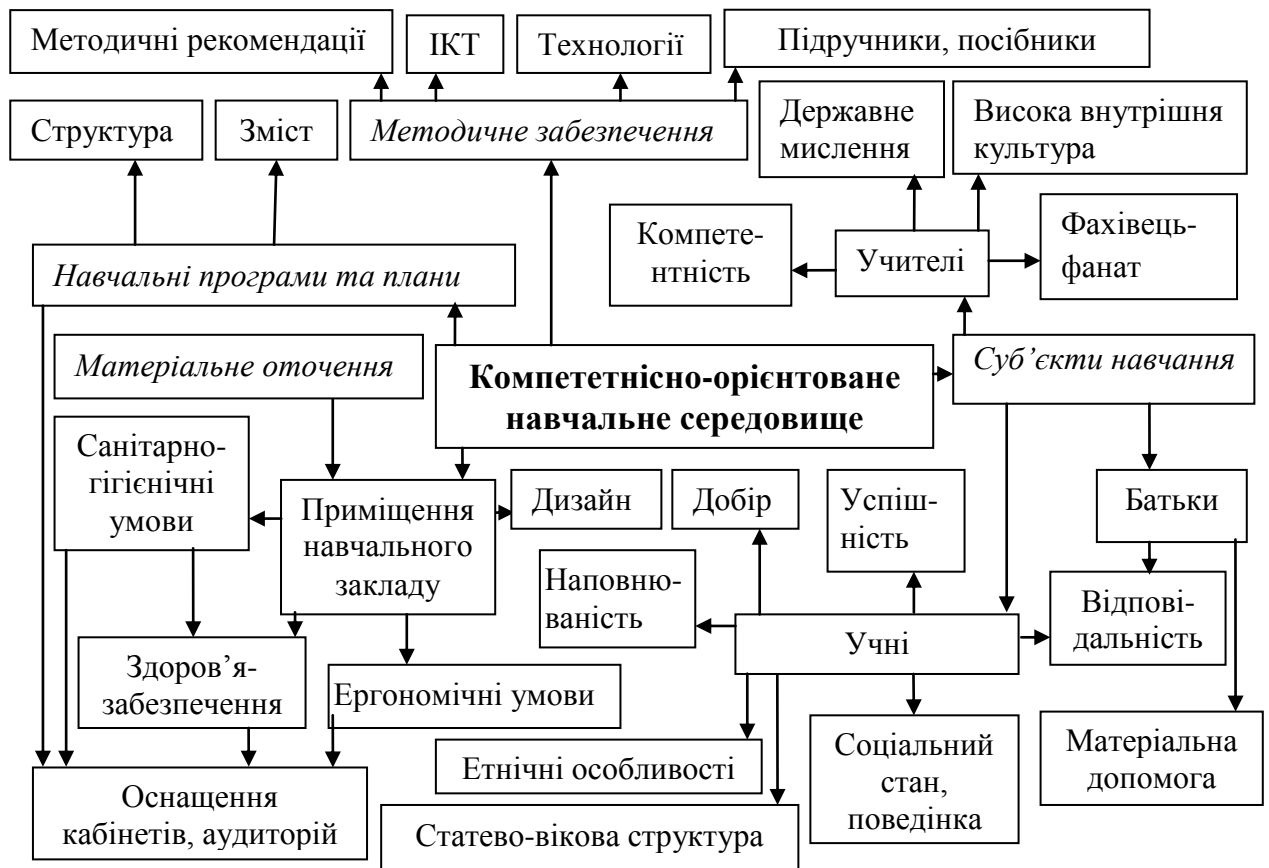 Методичні рекомендації
ІКТ
Технології
Підручники, посібники
Структура
Зміст
Методичне забезпечення
Державне
мислення
Висока внутрішня
культура
Навчальні програми та плани
Компете-
нтність
Учителі
Фахівець-
фанат
Матеріальне оточення
Компететнісно-орієнтоване
навчальне середовище
Суб’єкти навчання
Санітарно-
гігієнічні
умови
Приміщення
навчального
закладу
Дизайн
Добір
Успіш-
ність
Батьки
Наповню-
ваність
Учні
Відпові-
дальність
Здоров’я-
забезпечення
Ергономічні умови
Етнічні особливості
Соціальний
стан,
поведінка
Матеріальна
допомога
Оснащення
кабінетів, аудиторій
Статево-вікова структура